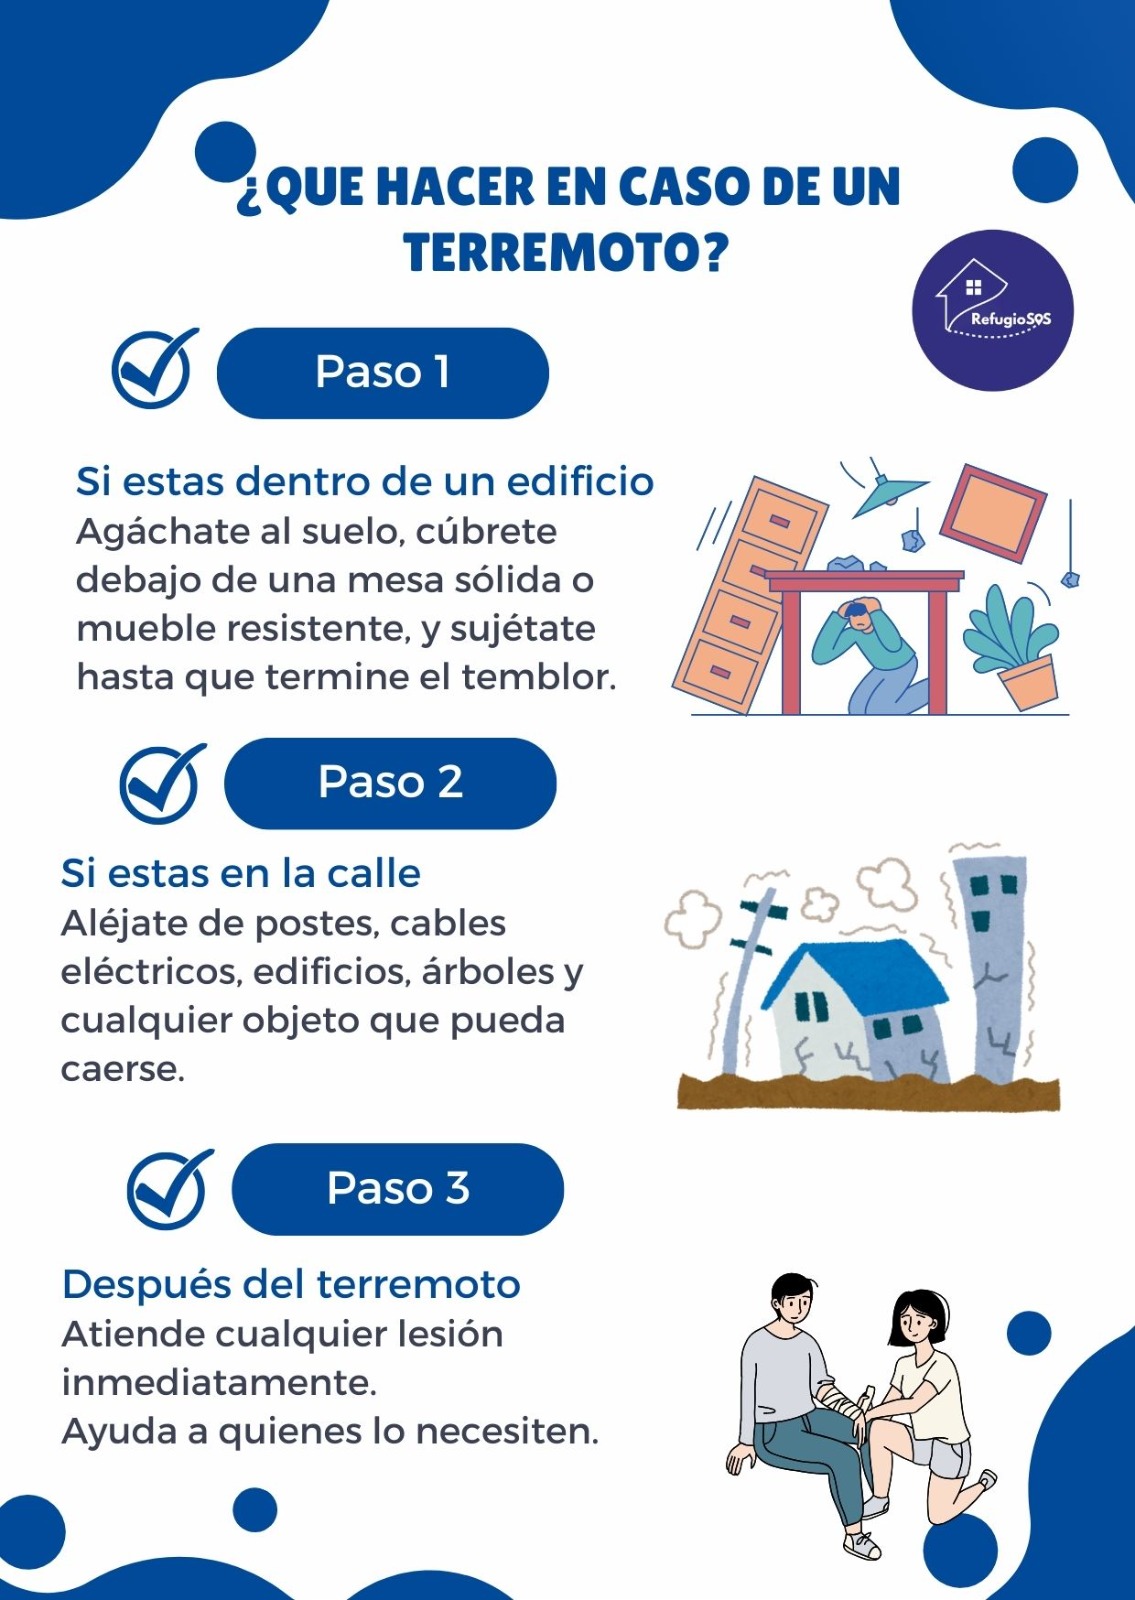 ¿QUE HACER EN CASO DE UN
TERREMOTO?
RefugioSOS
Paso 1
Si estas dentro de un edificio
Agáchate al suelo, cúbrete
debajo de una mesa sólida o
mueble resistente, y sujétate
hasta que termine el temblor.
Paso 2
Si estas en la calle
Aléjate de postes, cables
eléctricos, edificios, árboles y
cualquier objeto que pueda
caerse.
Paso 3
Después del terremoto
Atiende cualquier lesión
inmediatamente.
Ayuda a quienes lo necesiten.